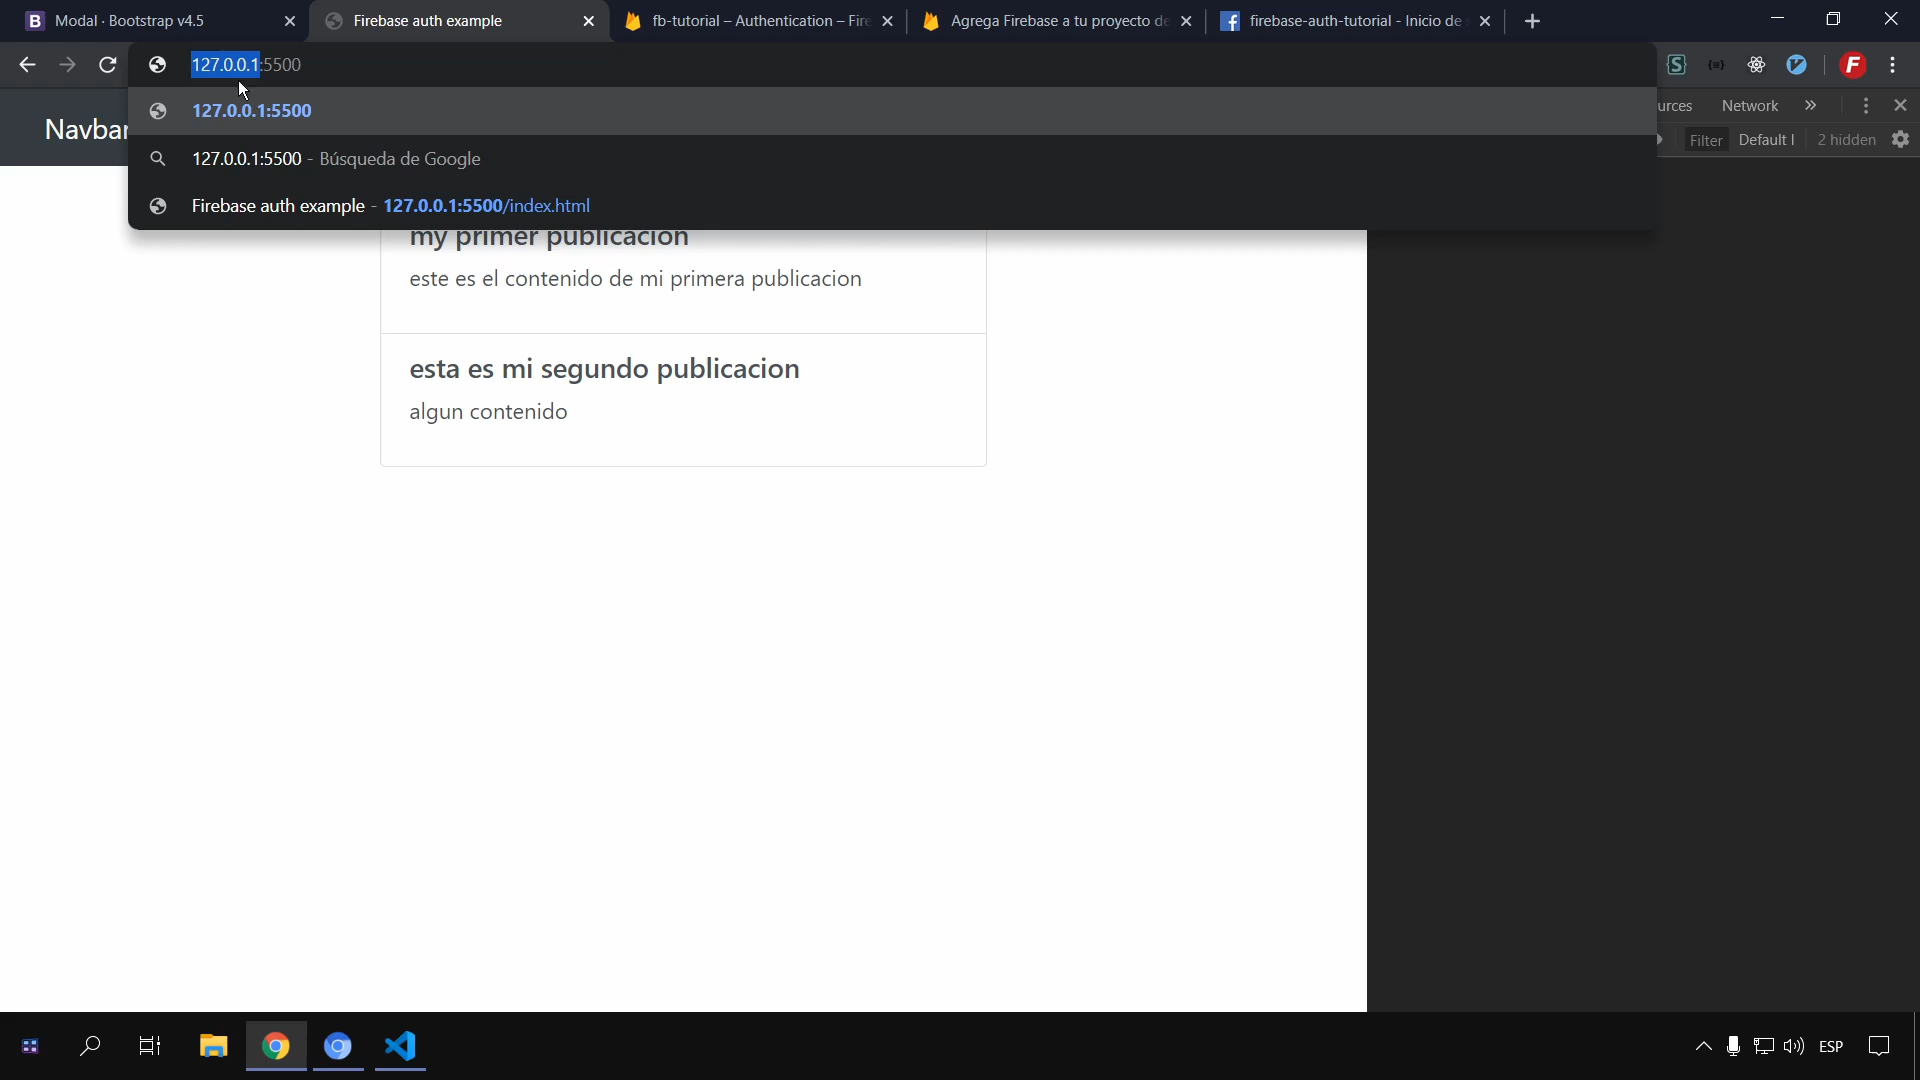 Modal · Bootstrap v4.5
Firebase auth example
fb-tutorial – Authentication – Fire
Agrega Firebase a tu proyecto de
firebase-auth-tutorial - Inicio de s
127.0.0.1:5500
127.0.0.1:5500
127.0.0.1:5500 - Búsqueda de Google
Firebase auth example - 127.0.0.1:5500/index.html
urces Network
Navbar
Filter Default l 2 hidden
my primer publicacion
este es el contenido de mi primera publicacion
esta es mi segundo publicacion
algun contenido
ESP